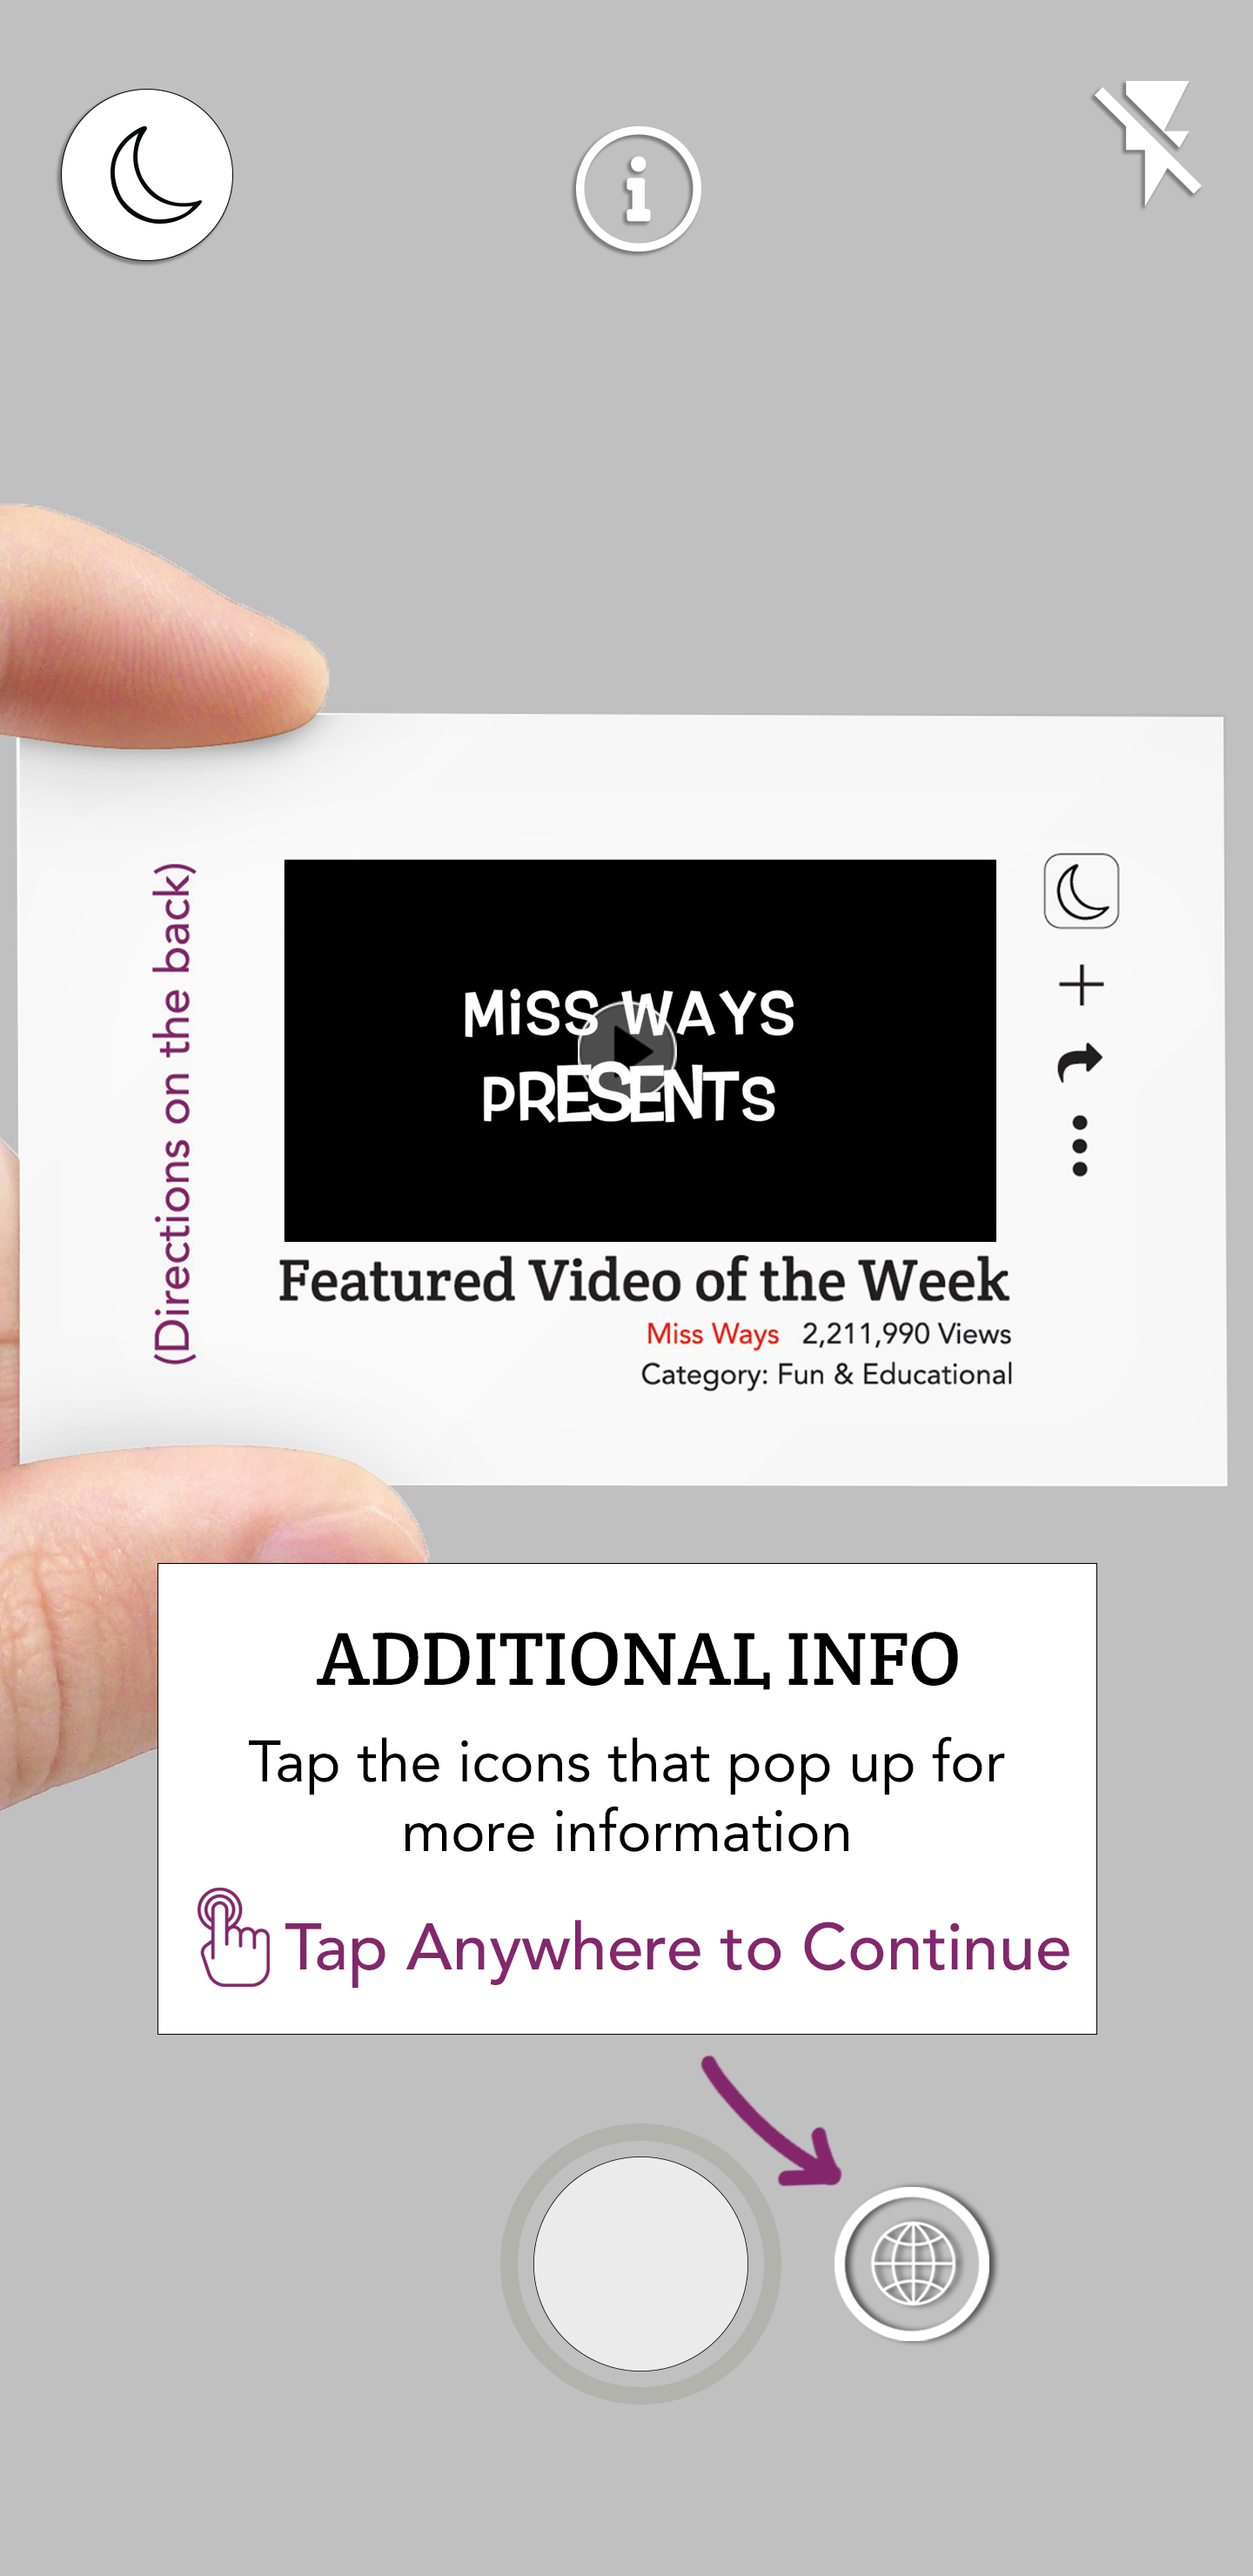 (Directions on the back)
MiSS WAYS
PRESENTS
Featured Video of the Week
Miss Ways 2,211,990 Views
Category: Fun & Educational
ADDITIONAL INFO
Tap the icons that pop up for
more information
Tap Anywhere to Continue